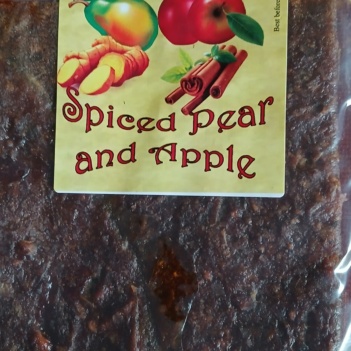 Best before
Spiced Pear
and Apple